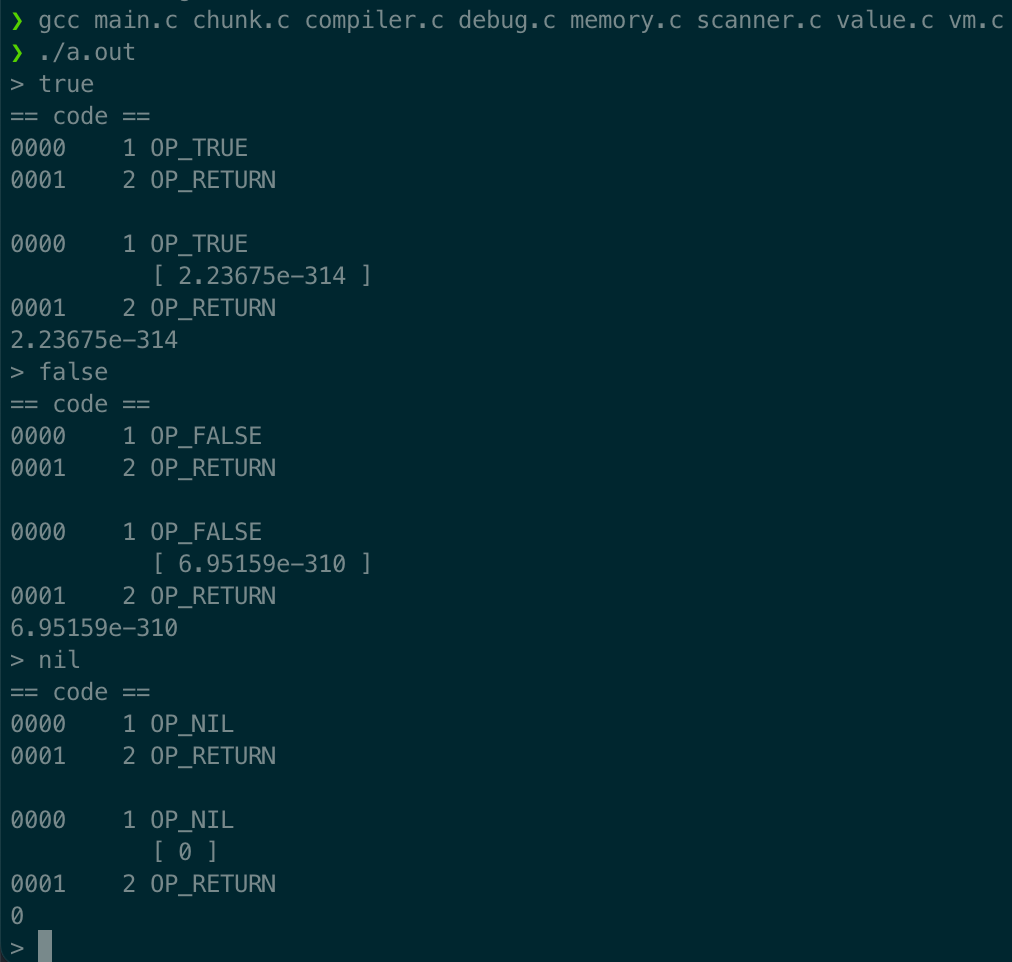 ❯ gcc main.c chunk.c compiler.c debug.c memory.c scanner.c value.c vm.c
❯ ./a.out
> true
== code ==
0000    1 OP_TRUE
0001    2 OP_RETURN

0000    1 OP_TRUE
          [ 2.23675e-314 ]
0001    2 OP_RETURN
2.23675e-314
> false
== code ==
0000    1 OP_FALSE
0001    2 OP_RETURN

0000    1 OP_FALSE
          [ 6.95159e-310 ]
0001    2 OP_RETURN
6.95159e-310
> nil
== code ==
0000    1 OP_NIL
0001    2 OP_RETURN

0000    1 OP_NIL
          [ 0 ]
0001    2 OP_RETURN
0
>